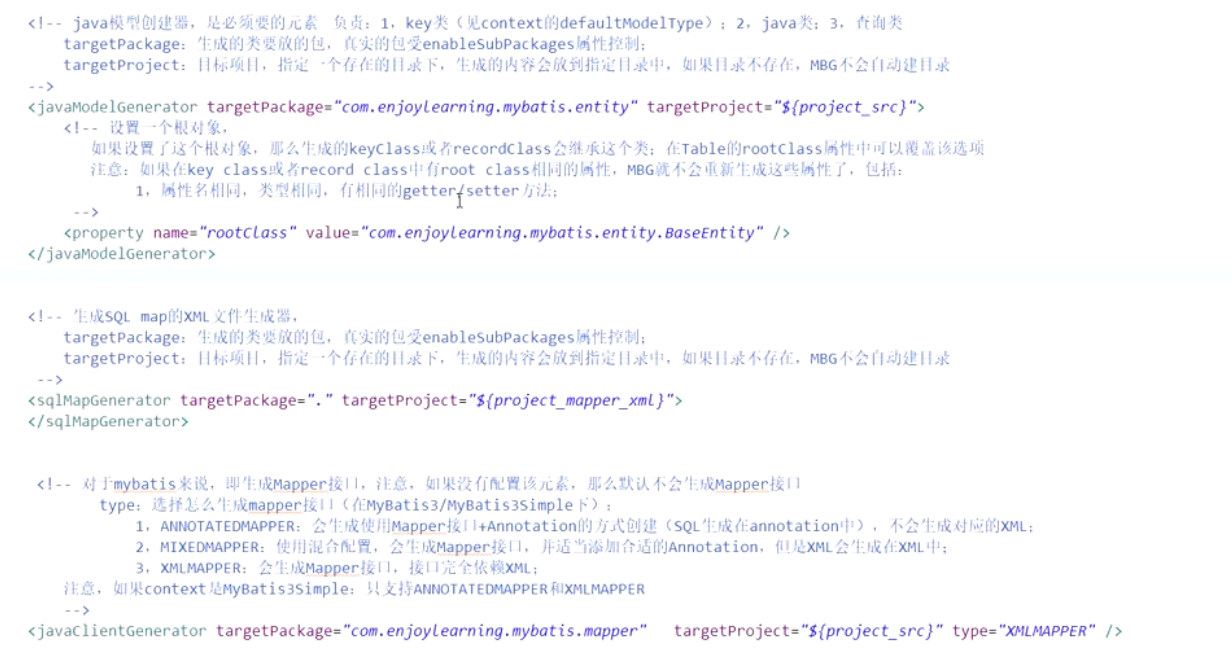 <!-- java模型创建器，是必须要的元素  负责：1，key类（见context的defaultModelType）；2，java类；3，查询类
targetPackage：生成的类要放的包，真实的包受enableSubPackages属性控制；
targetProject：目标项目，指定一个存在的目录下，生成的内容会放到指定目录中，如果目录不存在，MBG不会自动建目录
-->
<javaModelGenerator targetPackage="com.enjoylearning.mybatis.entity" targetProject="${project_src}">
<!-- 设置一个根对象，
如果设置了这个根对象，那么生成的keyClass或者recordClass会继承这个类；在Table的rootClass属性中可以覆盖该选项
注意：如果在key class或者record class中有root class相同的属性，MBG就不会重新生成这些属性了，包括：
1，属性名相同，类型相同，有相同的getter/setter方法；
-->
<property name="rootClass" value="com.enjoylearning.mybatis.entity.BaseEntity" />
</javaModelGenerator>
<!-- 生成SQL map的XML文件生成器，
targetPackage：生成的类要放的包，真实的包受enableSubPackages属性控制；
targetProject：目标项目，指定一个存在的目录下，生成的内容会放到指定目录中，如果目录不存在，MBG不会自动建目录
-->
<sqlMapGenerator targetPackage="." targetProject="${project_mapper_xml}">
</sqlMapGenerator>
<!-- 对于mybatis来说，即生成Mapper接口，注意，如果没有配置该元素，那么默认不会生成Mapper接口
type：选择怎么生成mapper接口（在MyBatis3/MyBatis3Simple下）：
1，ANNOTATEDMAPPER：会生成使用Mapper接口+Annotation的方式创建（SQL生成在annotation中），不会生成对应的XML；
2，MIXEDMAPPER：使用混合配置，会生成Mapper接口，并适当添加合适的Annotation，但是XML会生成在XML中；
3，XMLMAPPER：会生成Mapper接口，接口完全依赖XML；
注意，如果context是MyBatis3Simple：只支持ANNOTATEDMAPPER和XMLMAPPER
-->
<javaClientGenerator targetPackage="com.enjoylearning.mybatis.mapper"   targetProject="${project_src}" type="XMLMAPPER" />